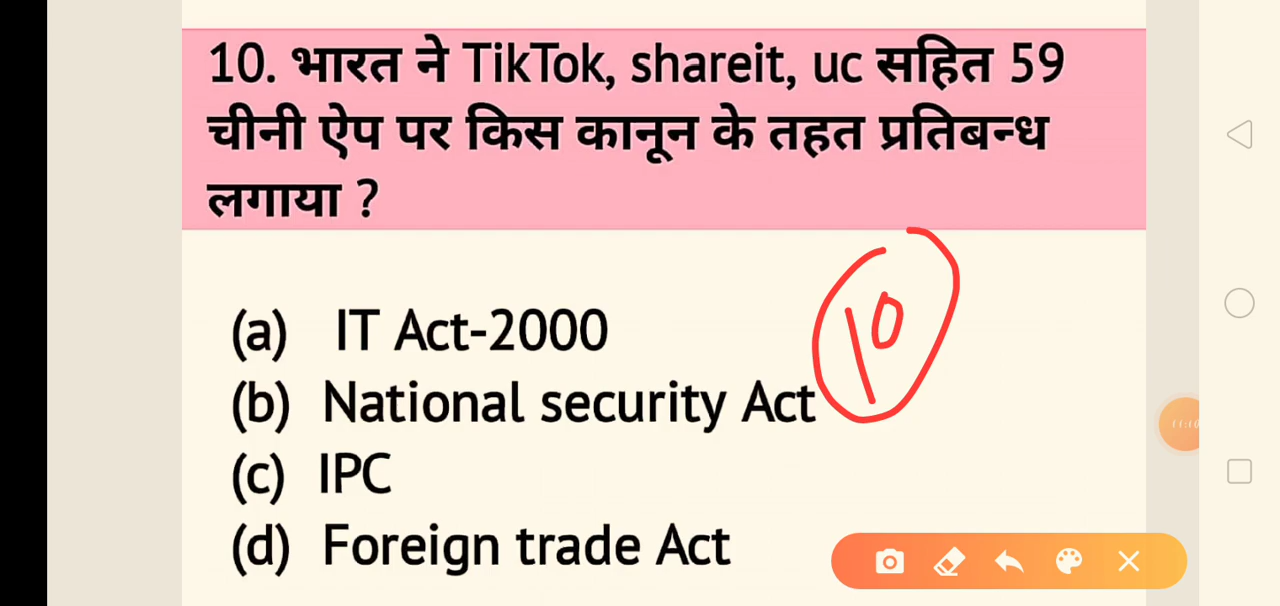 10. भारत ने TikTok, shareit, uc सहित 59
चीनी ऐप पर किस कानून के तहत प्रतिबन्ध
लगाया ?
10
(a) IT Act-2000
(b) National security Act
(c) IPC
(d) Foreign trade Act